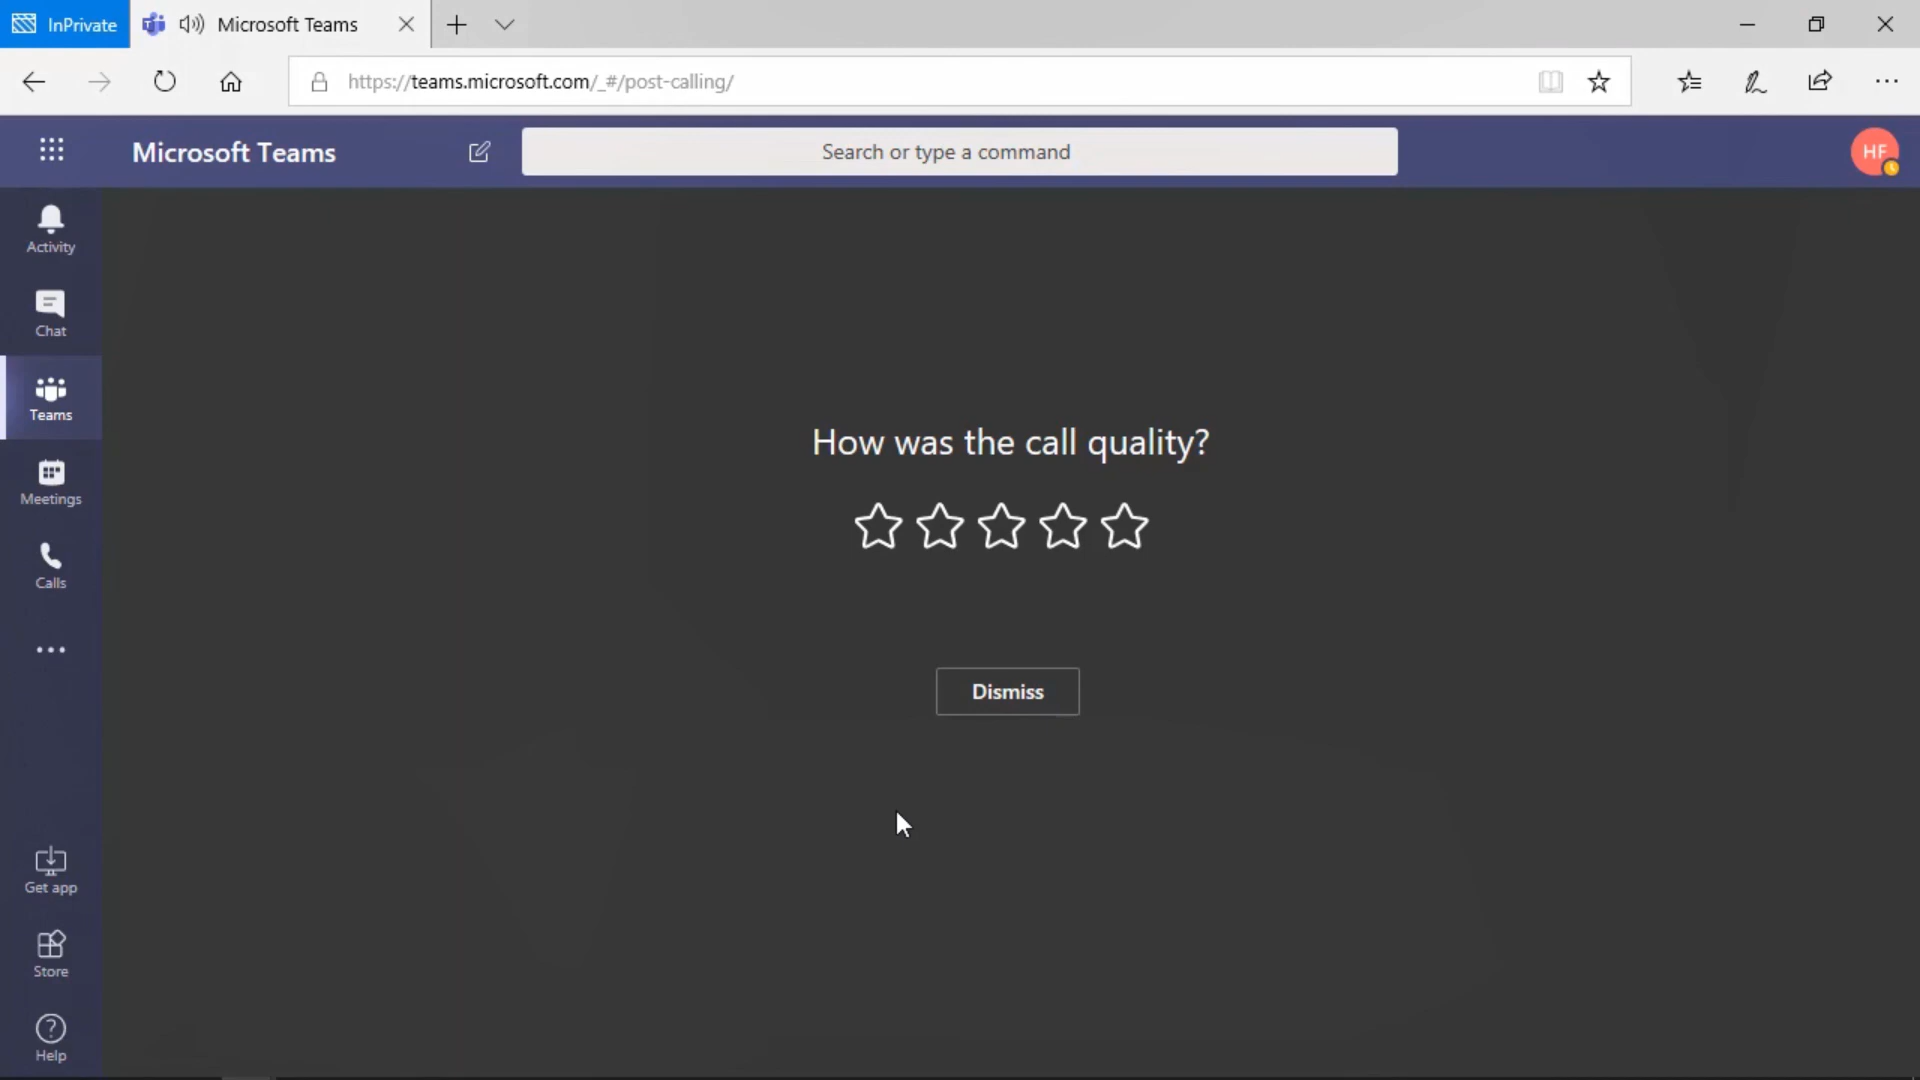 InPrivate
Microsoft Teams
https://teams.microsoft.com/_#/post-calling/
Microsoft Teams
Search or type a command
HF
Activity
Chat
Teams
Meetings
Calls
Get app
Store
Help
How was the call quality?
Dismiss